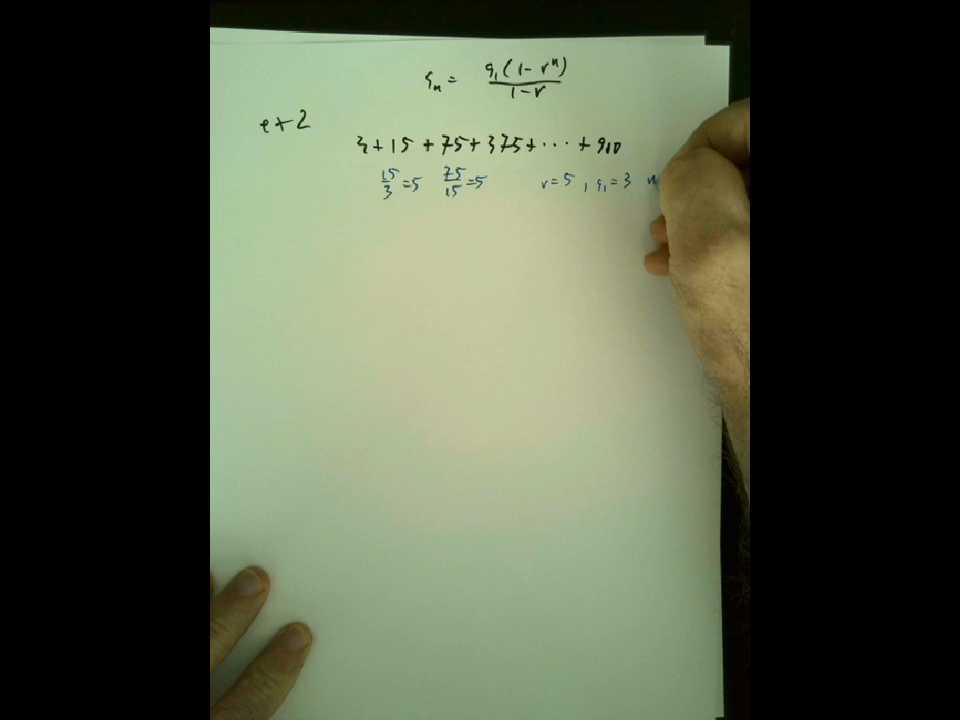 Sn = a1(1-r^n) / 1-r
ex 2
3 + 15 + 75 + 375 + ... + a10
15/3 = 5 75/15 = 5 r = 5, a1 = 3 n